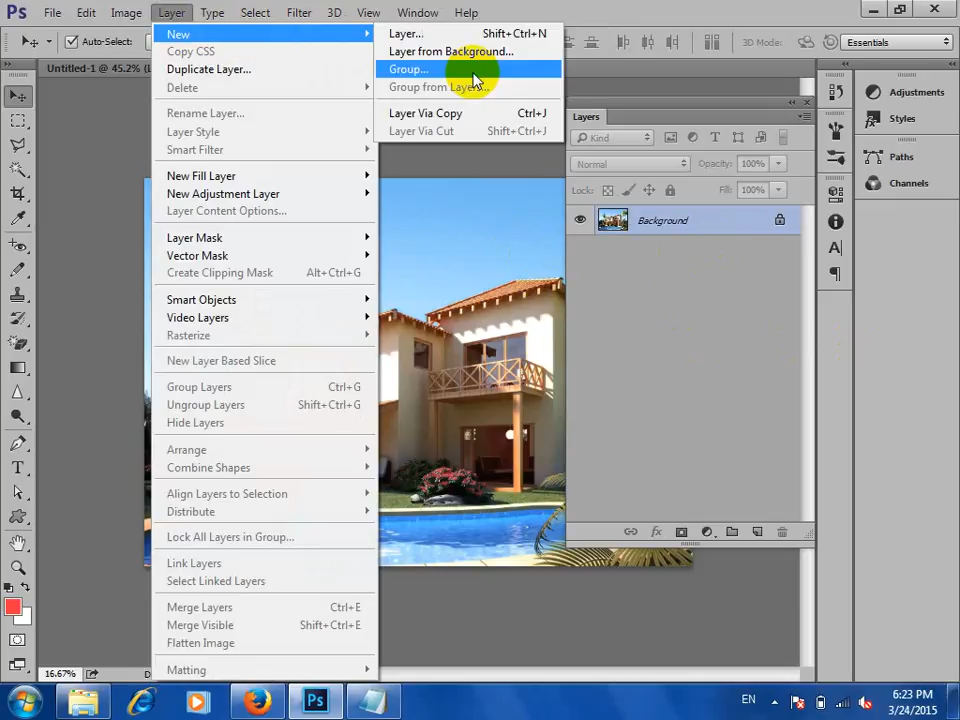 Ps File Edit Image Layer Type Select Filter 3D View Window Help
Auto-Select: 3D Mode: Essentials
Untitled-1 @ 45.2%
New
Copy CSS
Duplicate Layer...
Delete
Rename Layer...
Layer Style
Smart Filter
New Fill Layer
New Adjustment Layer
Layer Content Options...
Layer Mask
Vector Mask
Create Clipping Mask Alt+Ctrl+G
Smart Objects
Video Layers
Rasterize
New Layer Based Slice
Group Layers Ctrl+G
Ungroup Layers Shift+Ctrl+G
Hide Layers
Arrange
Combine Shapes
Align Layers to Selection
Distribute
Lock All Layers in Group...
Link Layers
Select Linked Layers
Merge Layers Ctrl+E
Merge Visible Shift+Ctrl+E
Flatten Image
Matting
Layer... Shift+Ctrl+N
Layer from Background...
Group...
Group from Layers...
Layer Via Copy Ctrl+J
Layer Via Cut Shift+Ctrl+J
Layers
Kind
Normal Opacity: 100%
Lock: Fill: 100%
Background
fx
Adjustments
Styles
Paths
Channels
16.67%
Ps
EN
6:23 PM
3/24/2015